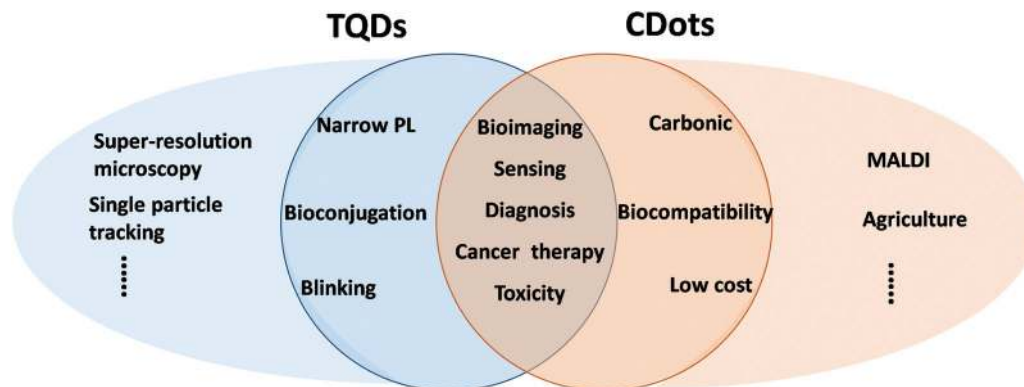 TQDs
CDots
Super-resolution
microscopy
Single particle
tracking
Narrow PL
Bioconjugation
Blinking
Bioimaging
Sensing
Diagnosis
Cancer therapy
Toxicity
Carbonic
Biocompatibility
Low cost
MALDI
Agriculture